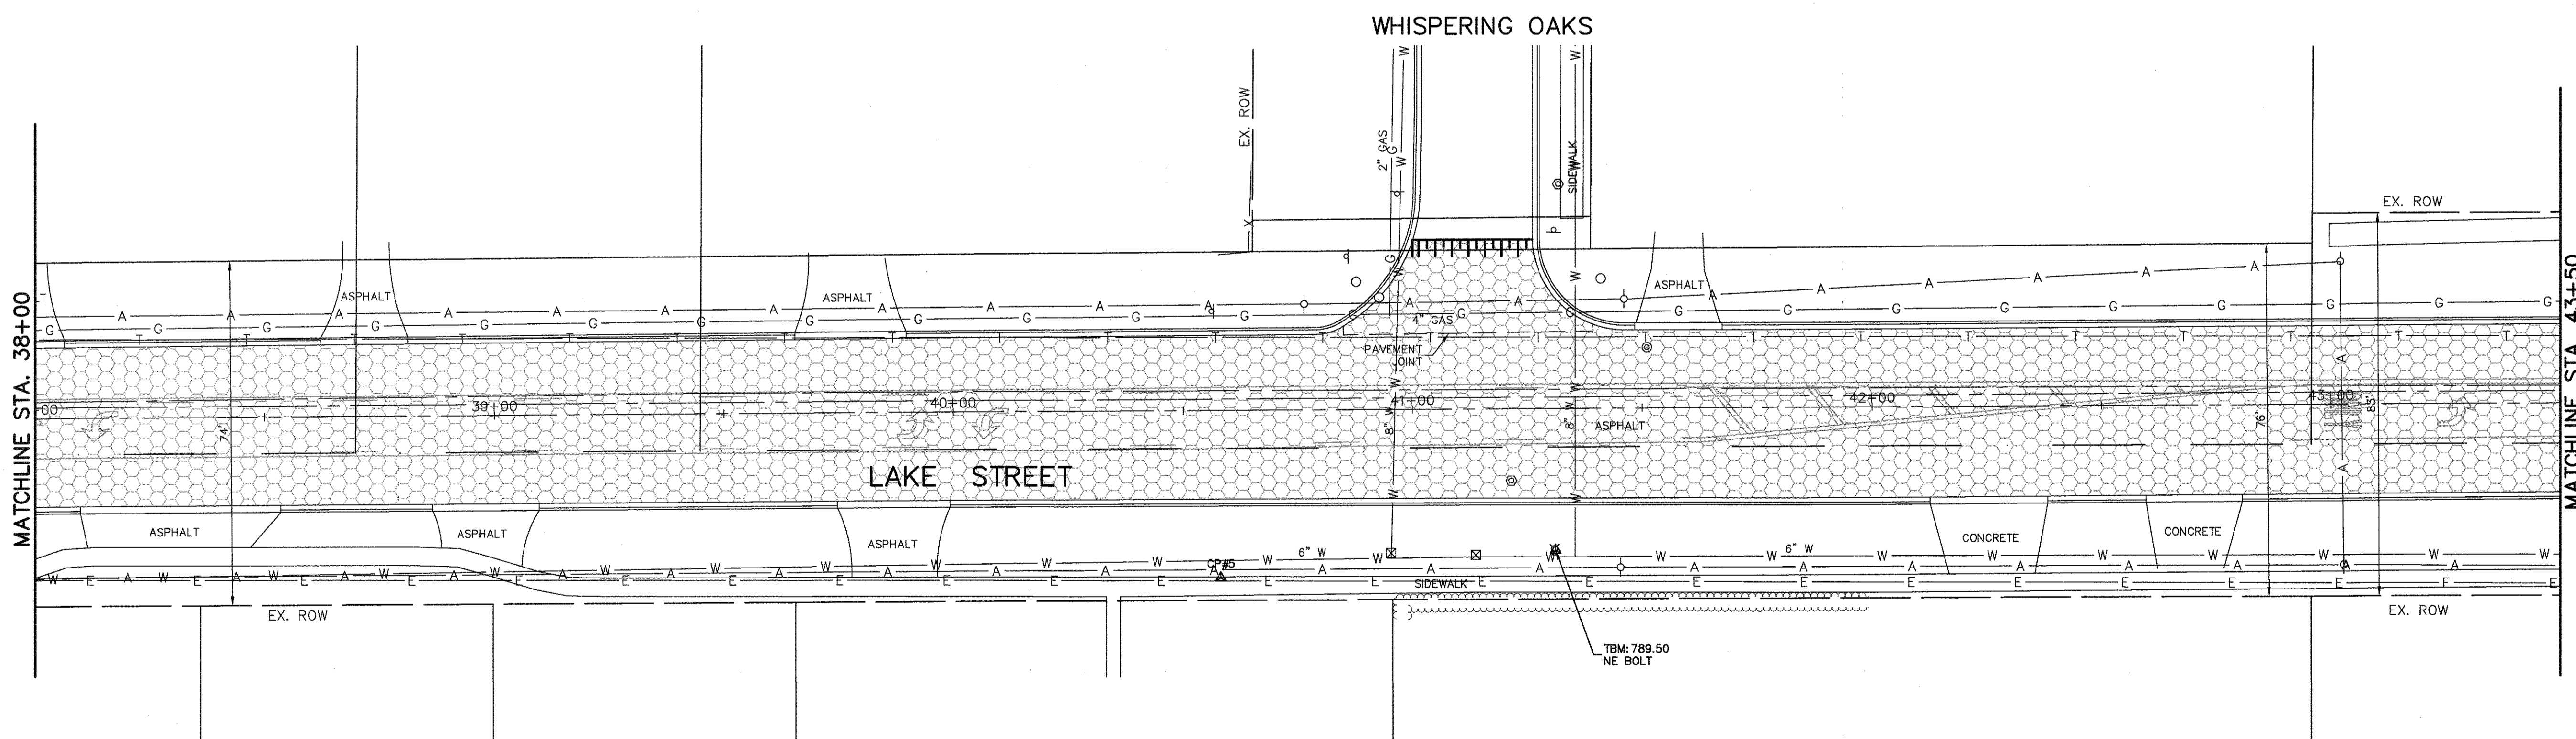 WHISPERING OAKS
MATCHLINE STA. 38+00
EX. ROW
2" GAS
SIDEWALK
EX. ROW
LT
ASPHALT
ASPHALT
ASPHALT
4" GAS
PAVEMENT
JOINT
00
39+00
40+00
41+00
42+00
43+00
74'
8" W
8" W
ASPHALT
76'
85'
LAKE STREET
ASPHALT
ASPHALT
ASPHALT
CONCRETE
CONCRETE
6" W
6" W
CP#5
SIDEWALK
EX. ROW
EX. ROW
TBM: 789.50
NE BOLT
MATCHLINE STA. 43+50